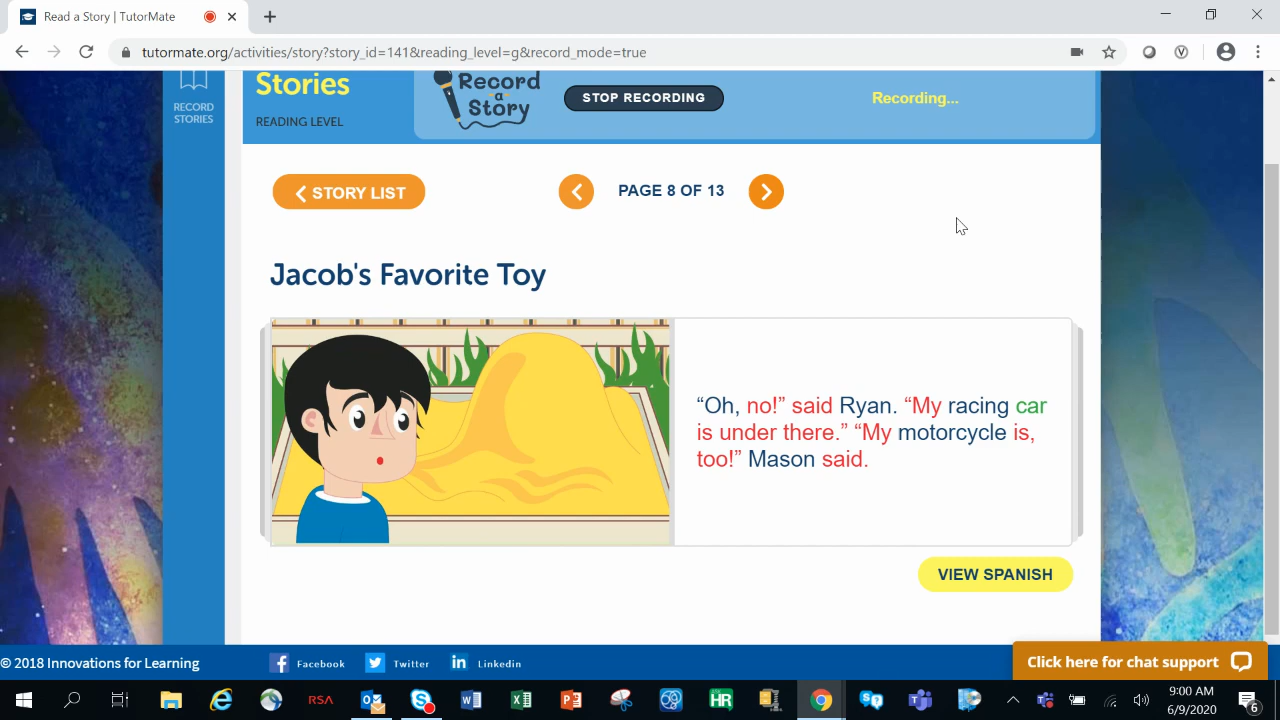 Read a Story | TutorMate
tutormate.org/activities/story?story_id=141&reading_level=g&record_mode=true
RECORD
STORIES
Stories
READING LEVEL
Record
a
Story
STOP RECORDING
Recording...
STORY LIST
PAGE 8 OF 13
Jacob's Favorite Toy
“Oh, no!” said Ryan. “My racing car
is under there.” “My motorcycle is,
too!” Mason said.
VIEW SPANISH
© 2018 Innovations for Learning
Facebook
Twitter
Linkedin
Click here for chat support
RSA
HR
9:00 AM
6/9/2020
6